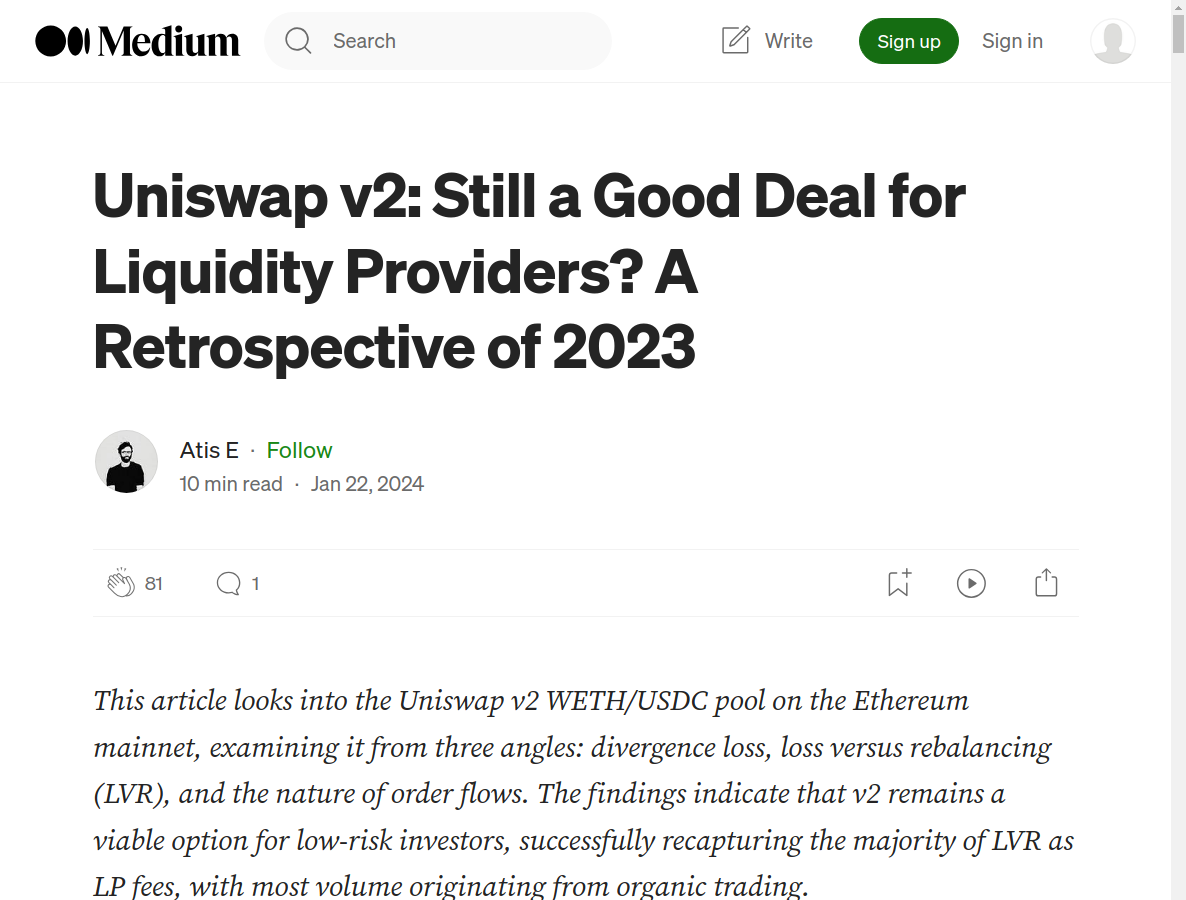 Medium
Search
Write
Sign up
Sign in
Uniswap v2: Still a Good Deal for
Liquidity Providers? A
Retrospective of 2023
Atis E · Follow
10 min read · Jan 22, 2024
81
1
This article looks into the Uniswap v2 WETH/USDC pool on the Ethereum
mainnet, examining it from three angles: divergence loss, loss versus rebalancing
(LVR), and the nature of order flows. The findings indicate that v2 remains a
viable option for low-risk investors, successfully recapturing the majority of LVR as
LP fees, with most volume originating from organic trading.